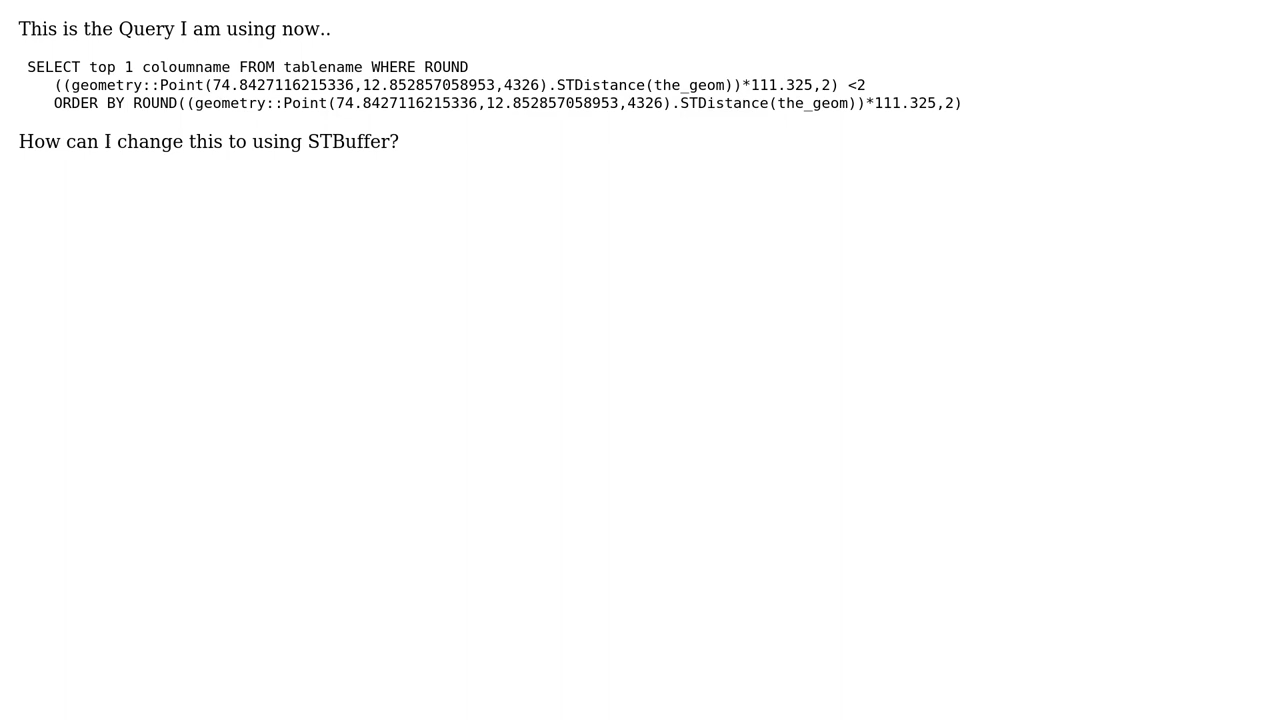 This is the Query I am using now..
SELECT top 1 coloumname FROM tablename WHERE ROUND
((geometry::Point(74.8427116215336,12.852857058953,4326).STDistance(the_geom))*111.325,2) <2
ORDER BY ROUND((geometry::Point(74.8427116215336,12.852857058953,4326).STDistance(the_geom))*111.325,2)
How can I change this to using STBuffer?